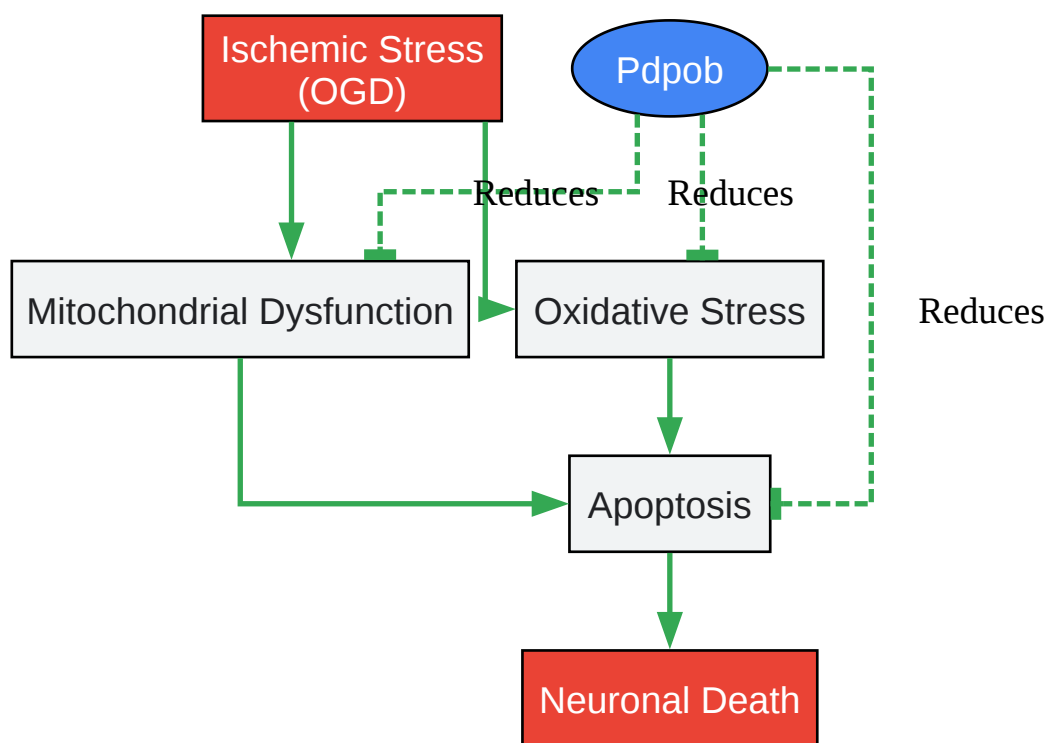 Ischemic Stress
(OGD)
Pdpob
Reduces
Reduces
Mitochondrial Dysfunction
Oxidative Stress
Reduces
Apoptosis
Neuronal Death